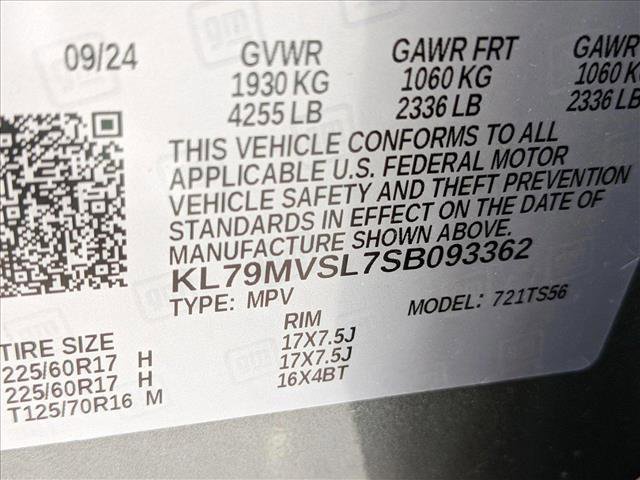 09/24 GVWR GAWR FRT GAWR
1930 KG 1060 KG 1060
4255 LB 2336 LB 2336 LB
THIS VEHICLE CONFORMS TO ALL
APPLICABLE U.S. FEDERAL MOTOR
VEHICLE SAFETY AND THEFT PREVENTION
STANDARDS IN EFFECT ON THE DATE OF
MANUFACTURE SHOWN ABOVE.
KL79MVSL7SB093362
TYPE: MPV MODEL: 721TS56
TIRE SIZE RIM
225/60R17 H 17X7.5J
225/60R17 H 17X7.5J
T125/70R16 M 16X4BT